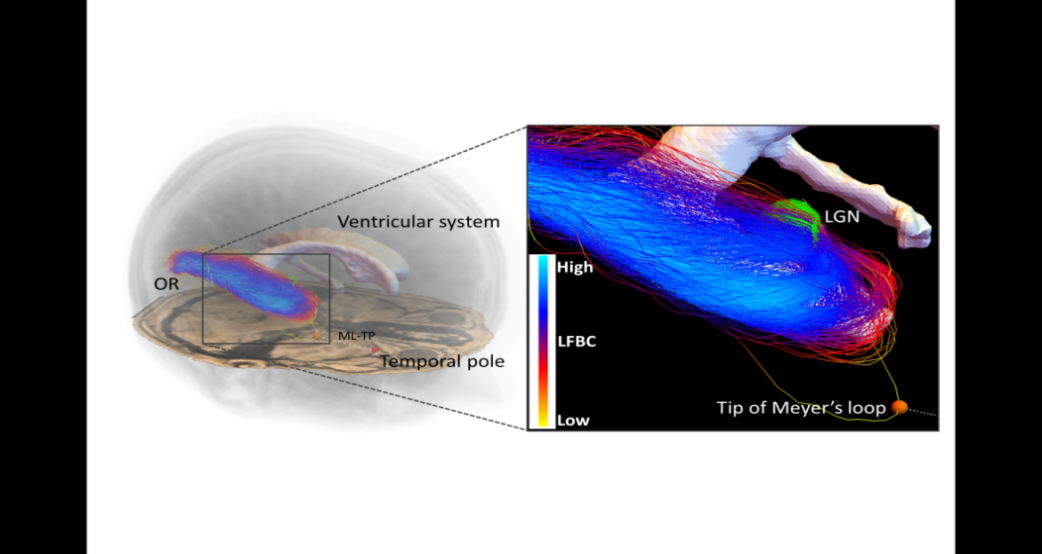 Ventricular system
OR
ML-TP
Temporal pole
LGN
High
LFBC
Low
Tip of Meyer's loop